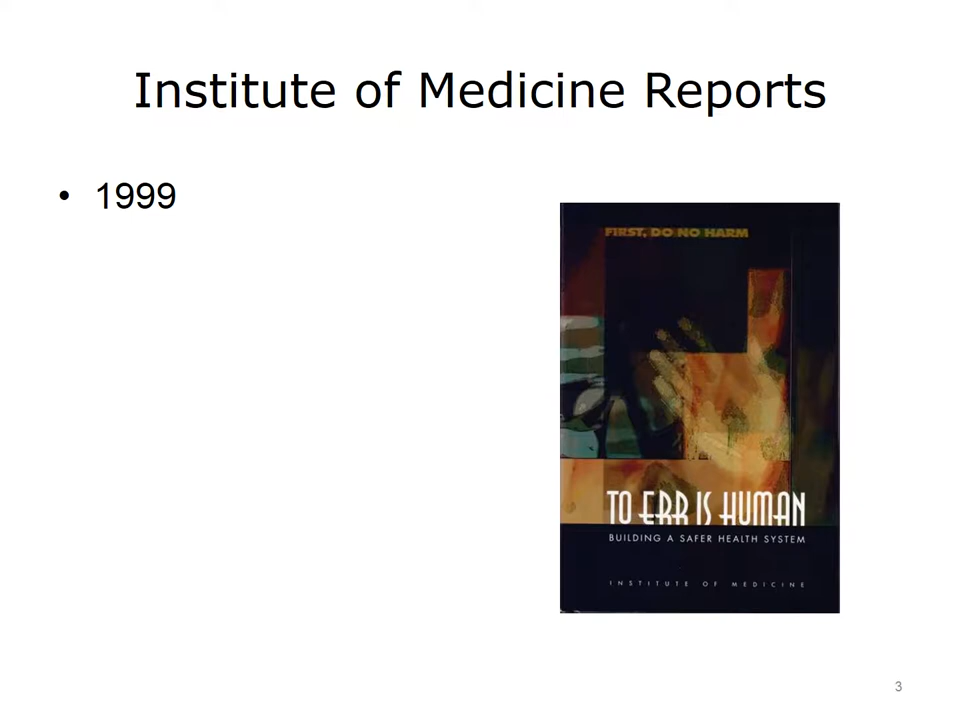 Institute of Medicine Reports
• 1999
FIRST, DO NO HARM
TO ERR IS HUMAN
BUILDING A SAFER HEALTH SYSTEM
INSTITUTE OF MEDICINE
3